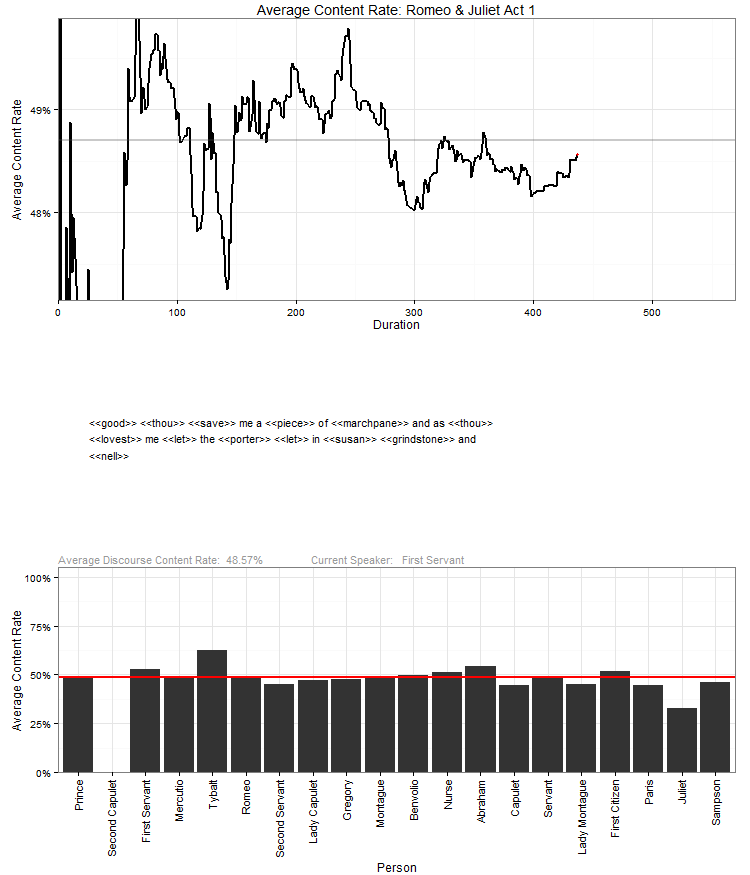 Average Content Rate: Romeo & Juliet Act 1
Average Content Rate
49%
48%
0 100 200 300 400 500
Duration
<<good>> <<thou>> <<save>> me a <<piece>> of <<marchpane>> and as <<thou>>
<<lovest>> me <<let>> the <<porter>> <<let>> in <<susan>> <<grindstone>> and
<<nell>>
Average Discourse Content Rate: 48.57% Current Speaker: First Servant
Average Content Rate
100%
75%
50%
25%
0%
Prince
Second Capulet
First Servant
Mercutio
Tybalt
Romeo
Second Servant
Lady Capulet
Gregory
Montague
Benvolio
Nurse
Abraham
Capulet
Servant
Lady Montague
First Citizen
Paris
Juliet
Sampson
Person